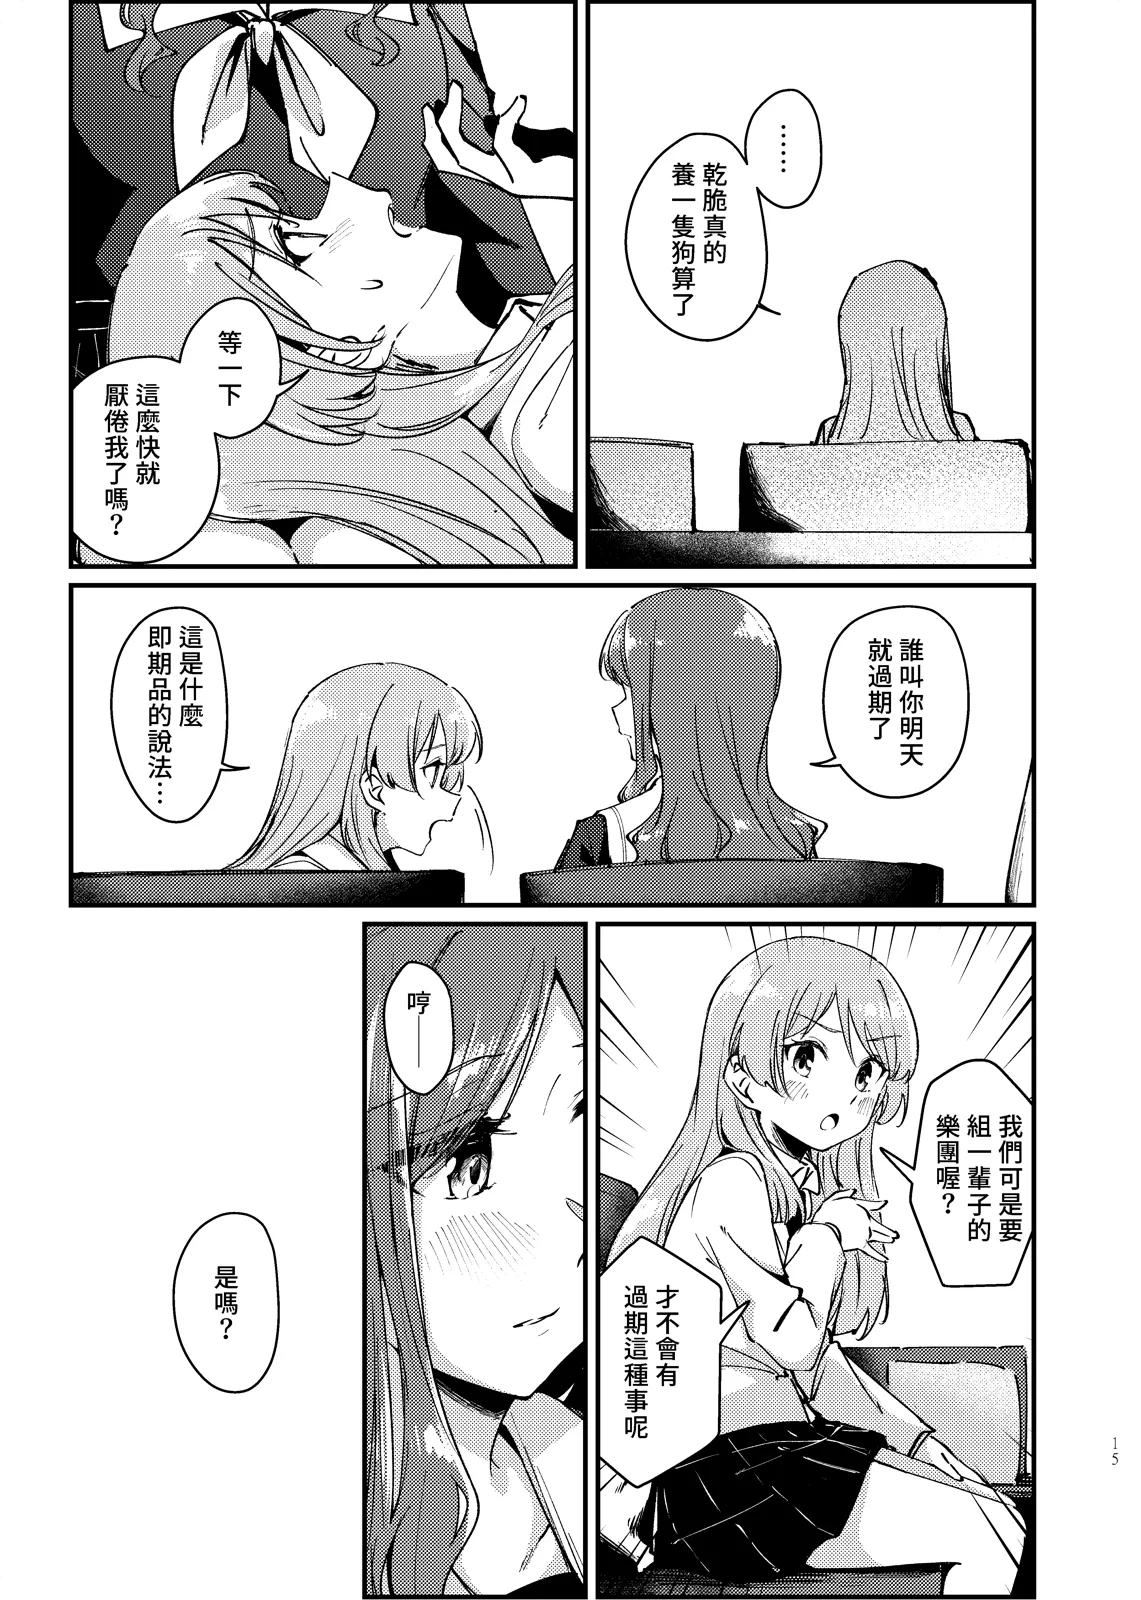 ……
乾脆真的
養一隻狗算了
等一下
這麼快就
厭倦我了嗎？
誰叫你明天
就過期了
這是什麼
即期品的說法…
我們可是要
組一輩子的
樂團喔？
才不會有
過期這種事呢
哼──
是嗎？
15